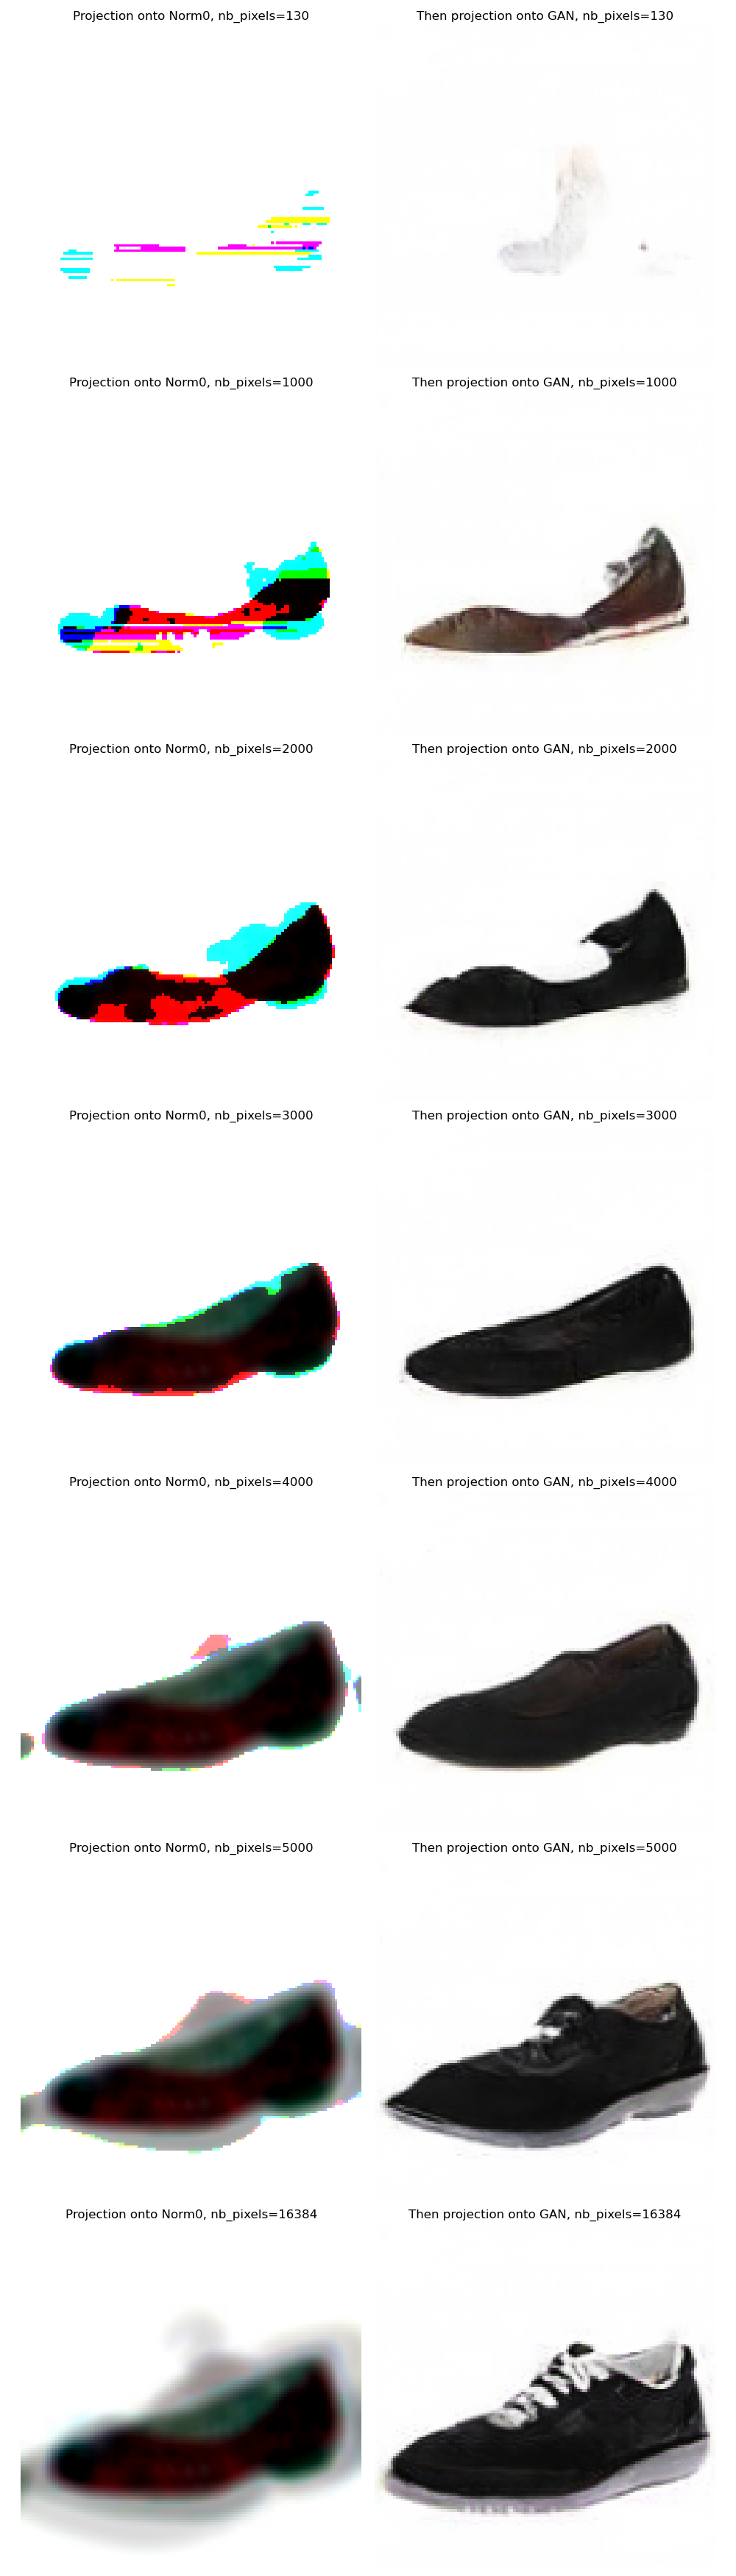 Projection onto Norm0, nb_pixels=130
Then projection onto GAN, nb_pixels=130
Projection onto Norm0, nb_pixels=1000
Then projection onto GAN, nb_pixels=1000
Projection onto Norm0, nb_pixels=2000
Then projection onto GAN, nb_pixels=2000
Projection onto Norm0, nb_pixels=3000
Then projection onto GAN, nb_pixels=3000
Projection onto Norm0, nb_pixels=4000
Then projection onto GAN, nb_pixels=4000
Projection onto Norm0, nb_pixels=5000
Then projection onto GAN, nb_pixels=5000
Projection onto Norm0, nb_pixels=16384
Then projection onto GAN, nb_pixels=16384